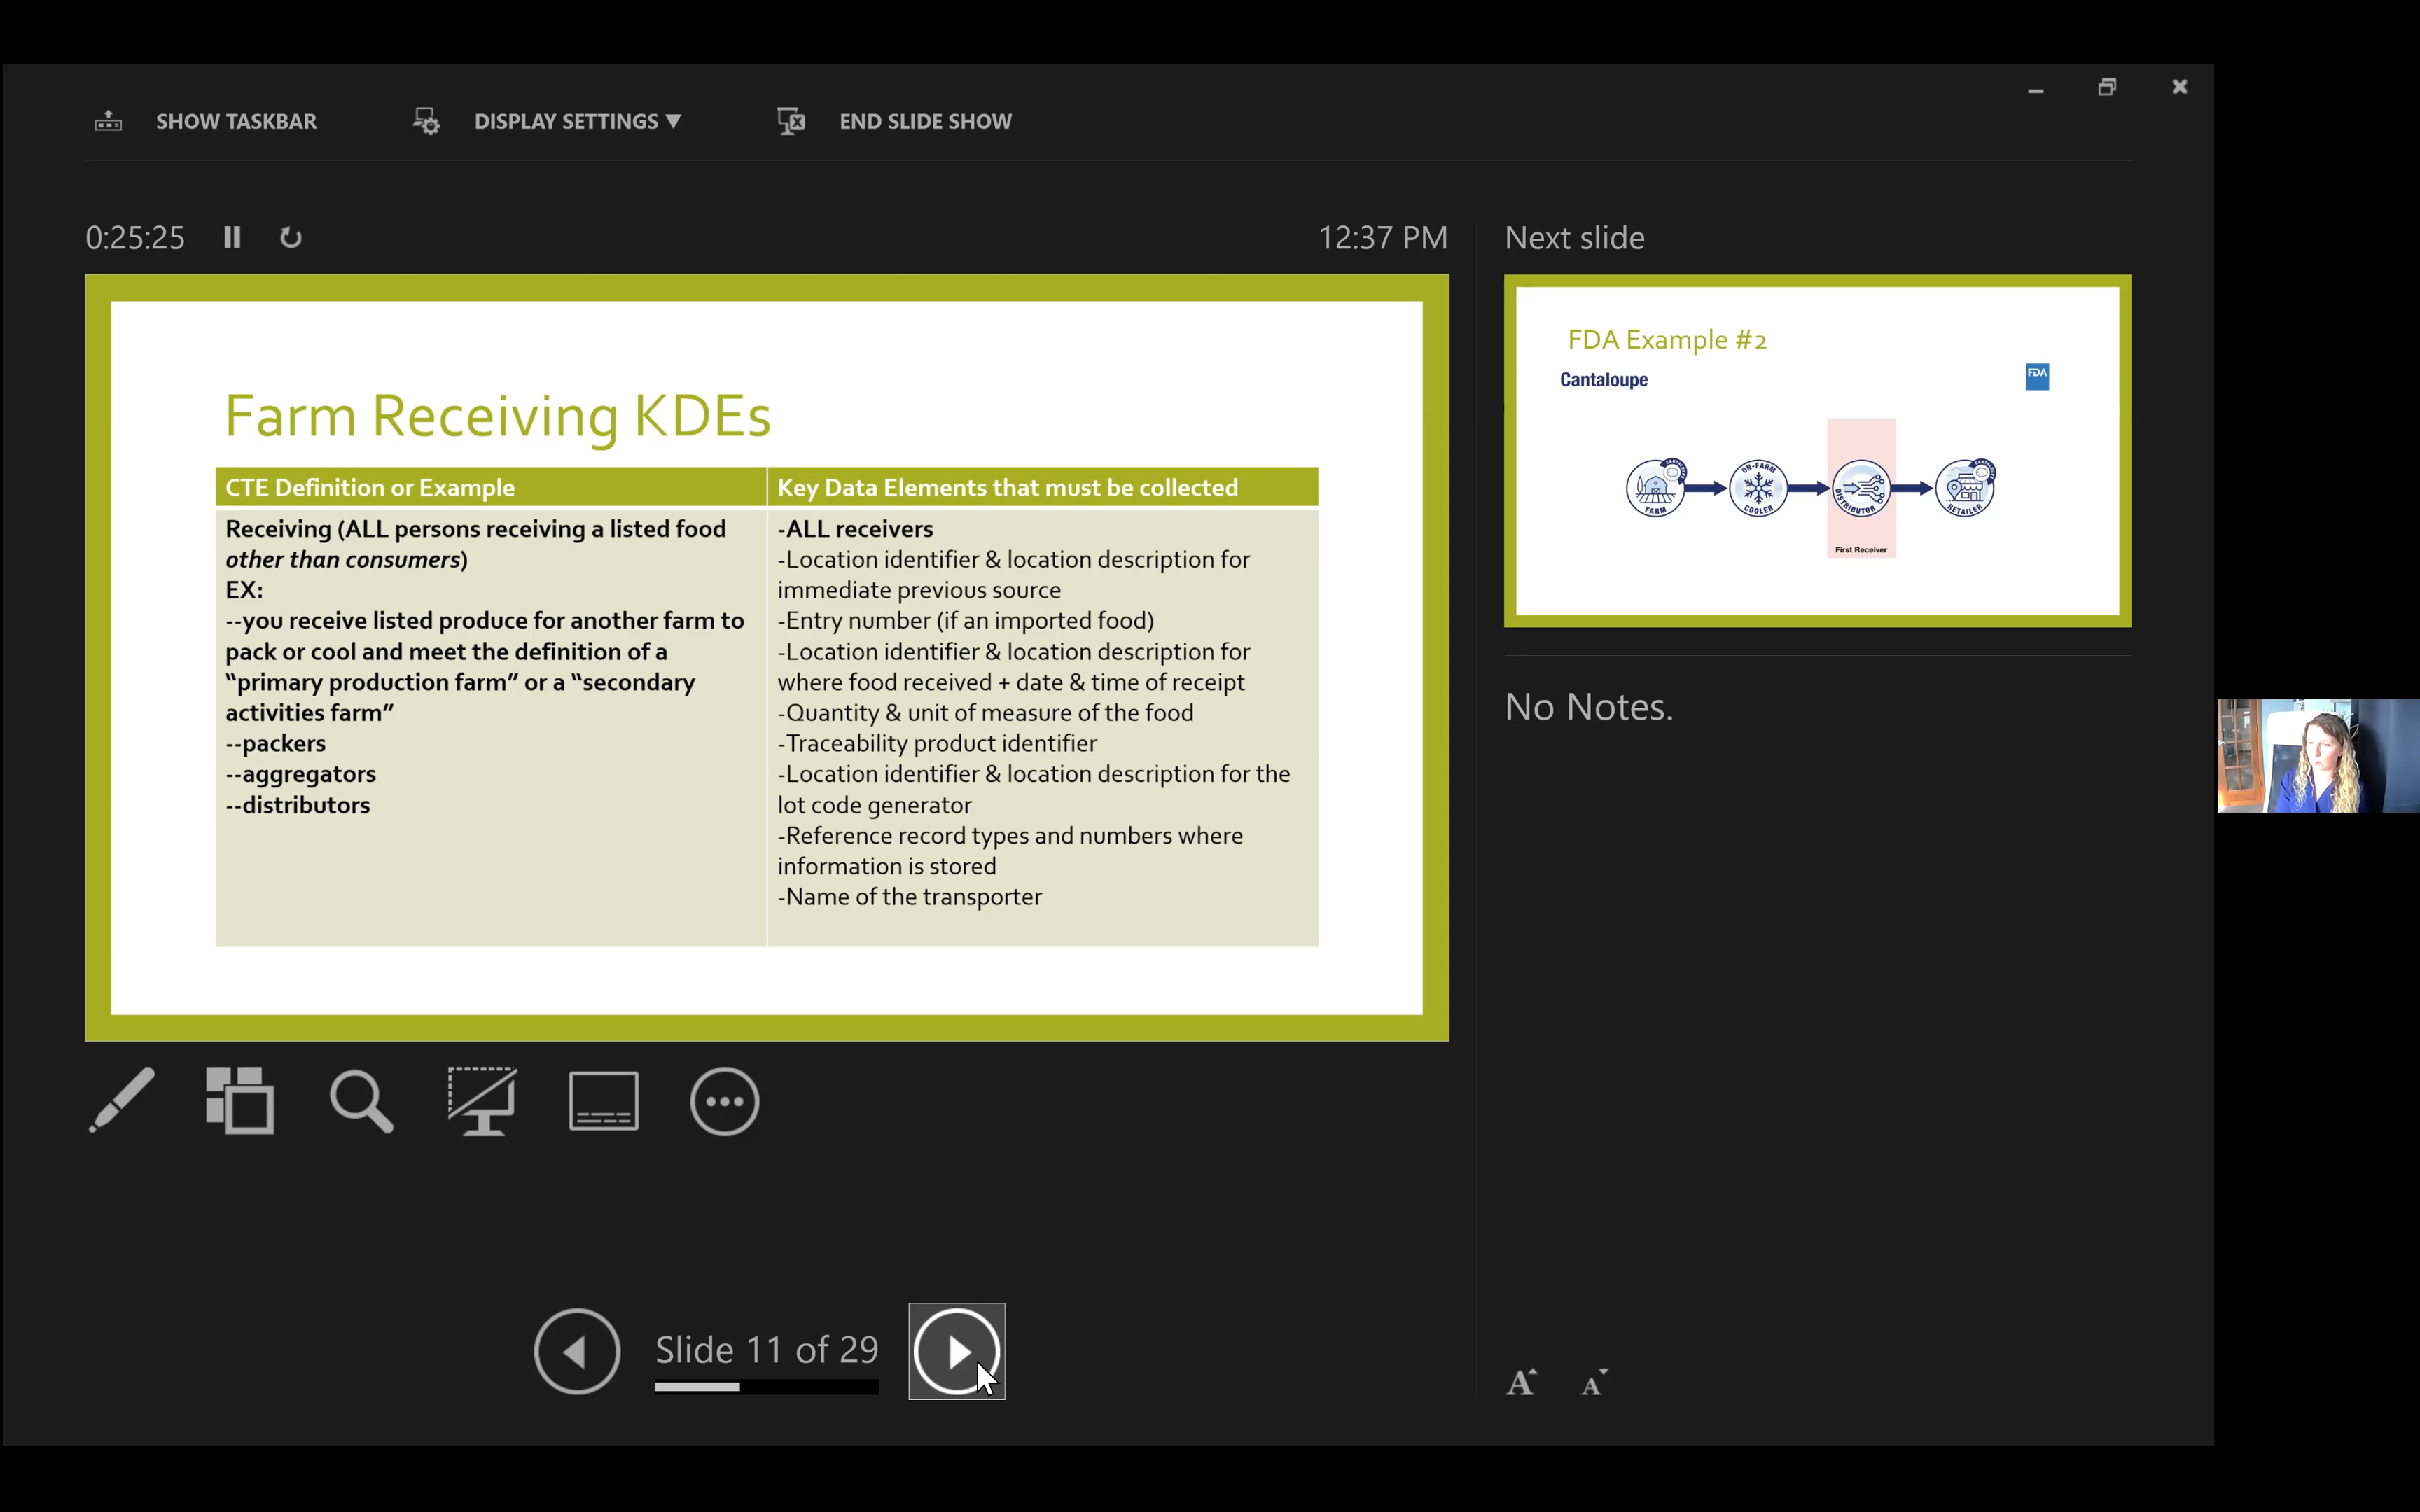 SHOW TASKBAR
DISPLAY SETTINGS ▼
END SLIDE SHOW
0:25:25
12:37 PM
Farm Receiving KDEs
CTE Definition or Example
Receiving (ALL persons receiving a listed food
other than consumers)
EX:
--you receive listed produce for another farm to
pack or cool and meet the definition of a
“primary production farm” or a “secondary
activities farm”
--packers
--aggregators
--distributors
Key Data Elements that must be collected
-ALL receivers
-Location identifier & location description for
immediate previous source
-Entry number (if an imported food)
-Location identifier & location description for
where food received + date & time of receipt
-Quantity & unit of measure of the food
-Traceability product identifier
-Location identifier & location description for the
lot code generator
-Reference record types and numbers where
information is stored
-Name of the transporter
Slide 11 of 29
Next slide
FDA Example #2
Cantaloupe
FDA
FARM
ON-FARM
COOLER
DISTRIBUTOR
RETAILER
First Receiver
No Notes.
A
A